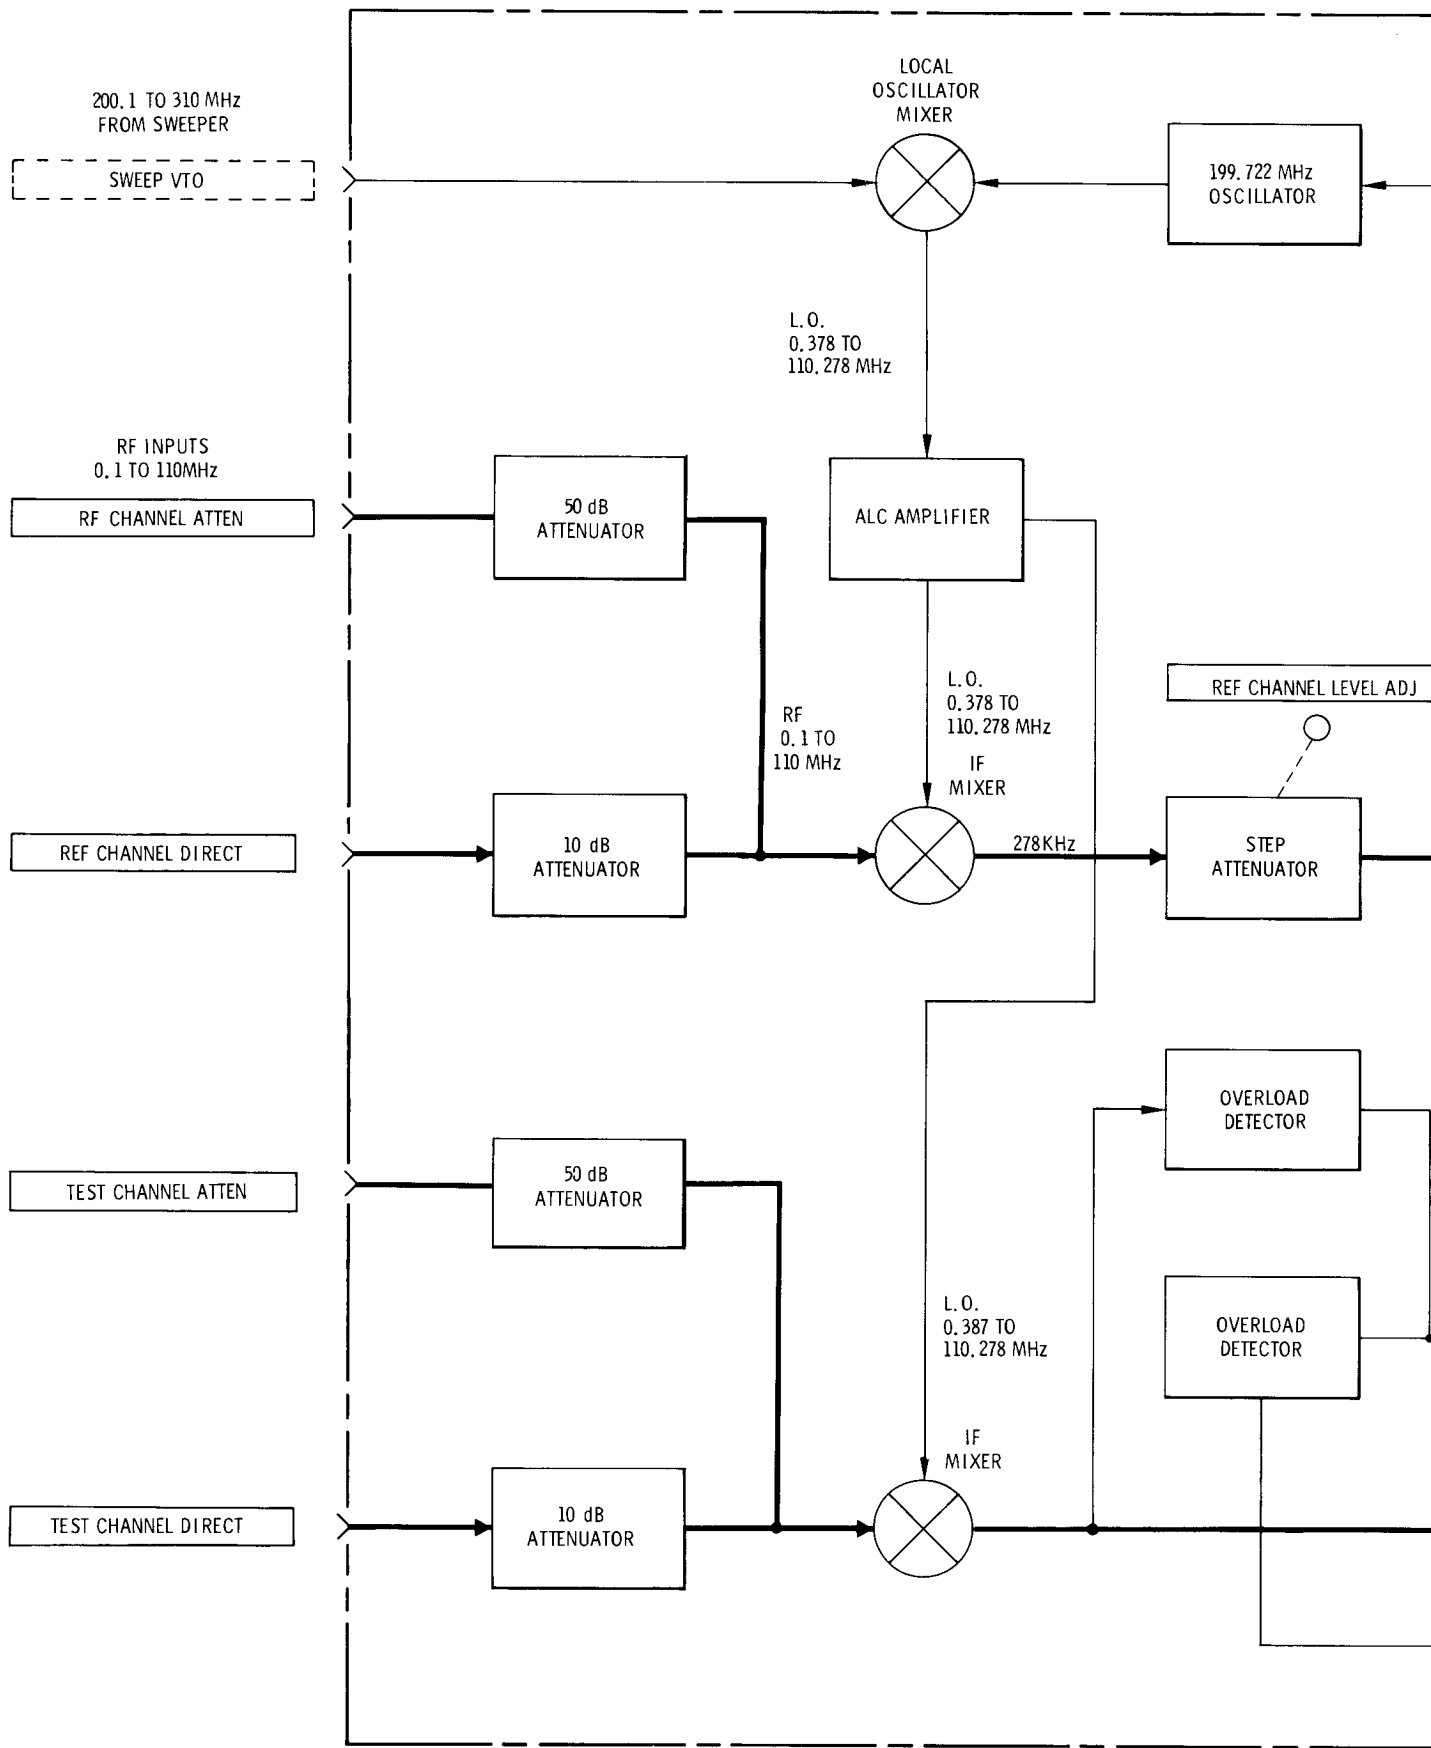 LOCAL
OSCILLATOR
MIXER
200.1 TO 310 MHz
FROM SWEEPER
SWEEP VTO
199.722 MHz
OSCILLATOR
L.O.
0.378 TO
110.278 MHz
RF INPUTS
0.1 TO 110MHz
RF CHANNEL ATTEN
50 dB
ATTENUATOR
ALC AMPLIFIER
REF CHANNEL LEVEL ADJ
L.O.
0.378 TO
110.278 MHz
RF
0.1 TO
110 MHz
IF
MIXER
REF CHANNEL DIRECT
10 dB
ATTENUATOR
278KHz
STEP
ATTENUATOR
OVERLOAD
DETECTOR
TEST CHANNEL ATTEN
50 dB
ATTENUATOR
L.O.
0.387 TO
110.278 MHz
OVERLOAD
DETECTOR
IF
MIXER
TEST CHANNEL DIRECT
10 dB
ATTENUATOR